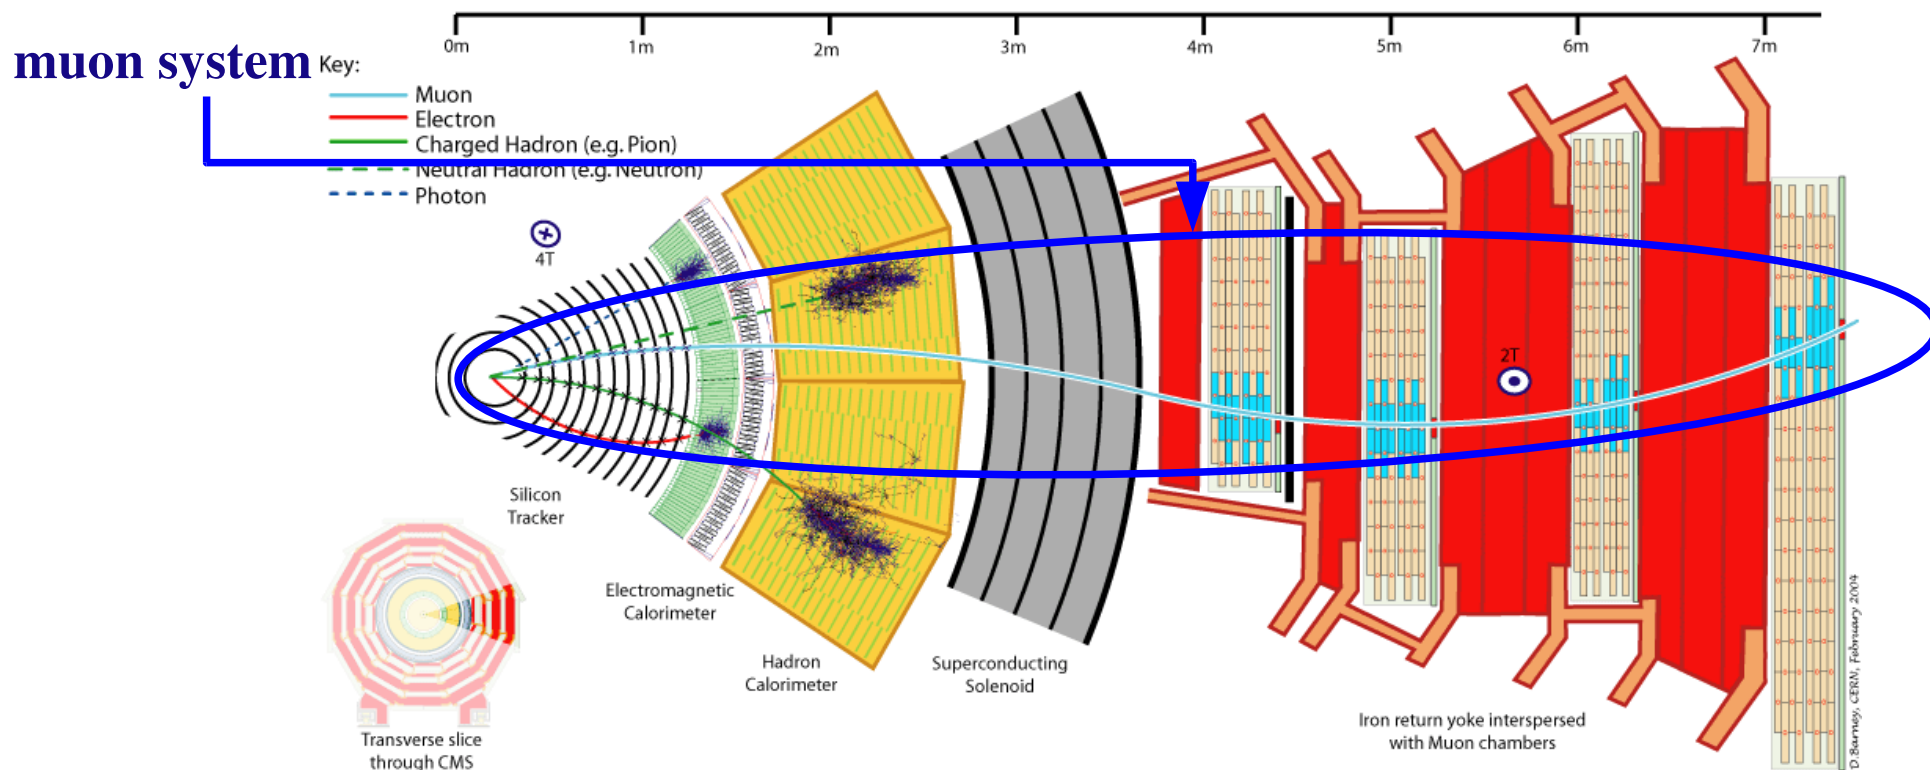 0m 1m 2m 3m 4m 5m 6m 7m
muon system
Key:
Muon
Electron
Charged Hadron (e.g. Pion)
Neutral Hadron (e.g. Neutron)
Photon
4T
2T
Silicon
Tracker
Electromagnetic
Calorimeter
Hadron
Calorimeter
Superconducting
Solenoid
Iron return yoke interspersed
with Muon chambers
Transverse slice
through CMS
D.Barney, CERN, February 2004